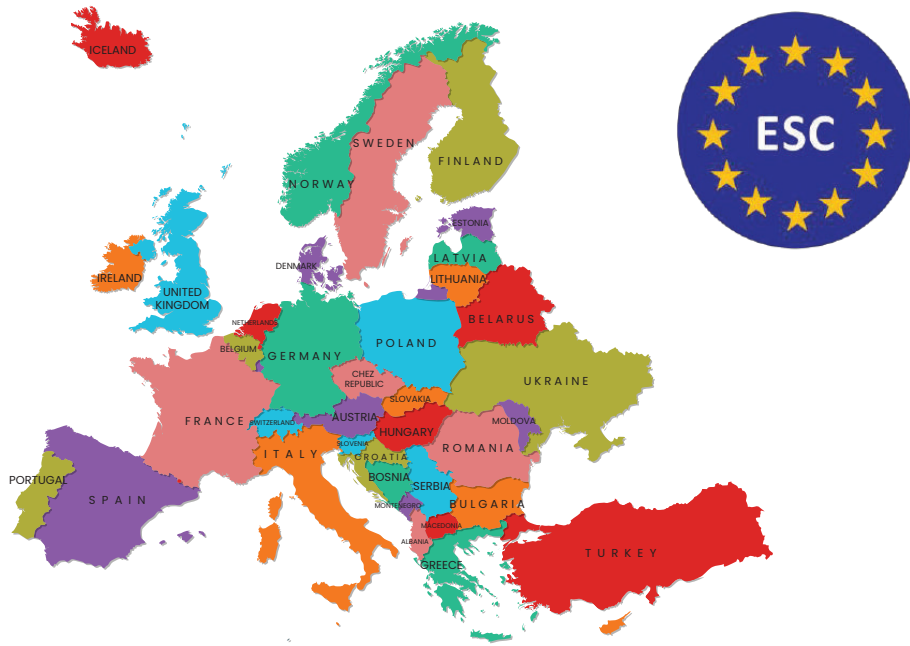 ICELAND
ESC
SWEDEN
FINLAND
NORWAY
ESTONIA
LATVIA
DENMARK
IRELAND
LITHUANIA
UNITED
KINGDOM
NETHERLANDS
BELARUS
BELGIUM
GERMANY
POLAND
CHEZ
REPUBLIC
UKRAINE
SLOVAKIA
FRANCE
SWITZERLAND
AUSTRIA
MOLDOVA
HUNGARY
SLOVENIA
ROMANIA
ITALY
CROATIA
PORTUGAL
BOSNIA
SERBIA
SPAIN
MONTENEGRO
BULGARIA
MACEDONIA
ALBANIA
TURKEY
GREECE